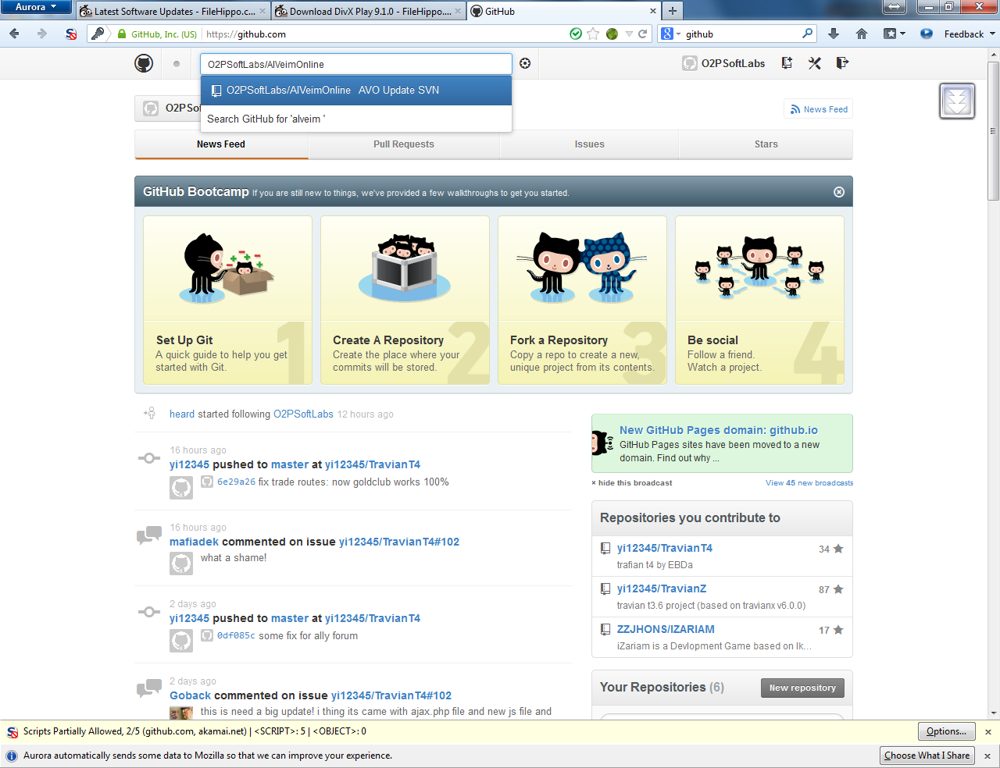 Aurora
Latest Software Updates - FileHippo.c...
Download DivX Play 9.1.0 - FileHippo....
GitHub
GitHub, Inc. (US)
https://github.com
github
Feedback
O2PSoftLabs/AlVeimOnline
O2PSoftLabs
O2PSoftLabs/AlVeimOnline AVO Update SVN
Search GitHub for 'alveim '
O2PSo
News Feed
News Feed
Pull Requests
Issues
Stars
GitHub Bootcamp If you are still new to things, we've provided a few walkthroughs to get you started.
1
Set Up Git
A quick guide to help you get
started with Git.
2
Create A Repository
Create the place where your
commits will be stored.
3
Fork a Repository
Copy a repo to create a new,
unique project from its contents.
4
Be social
Follow a friend.
Watch a project.
heard started following O2PSoftLabs 12 hours ago
16 hours ago
yi12345 pushed to master at yi12345/TravianT4
6e29a26 fix trade routes: now goldclub works 100%
16 hours ago
mafiadek commented on issue yi12345/TravianT4#102
what a shame!
2 days ago
yi12345 pushed to master at yi12345/TravianT4
0df085c some fix for ally forum
2 days ago
Goback commented on issue yi12345/TravianT4#102
this is need a big update! i thing its came with ajax.php file and new js file and
New GitHub Pages domain: github.io
GitHub Pages sites have been moved to a new
domain. Find out why ...
× hide this broadcast
View 45 new broadcasts
Repositories you contribute to
yi12345/TravianT4
34
trafian t4 by EBDa
yi12345/TravianZ
87
travian t3.6 project (based on travianx v6.0.0)
ZZJHONS/IZARIAM
17
iZariam is a Devlopment Game based on Ik...
Your Repositories (6)
New repository
Scripts Partially Allowed, 2/5 (github.com, akamai.net) | <SCRIPT>: 5 | <OBJECT>: 0
Options...
Aurora automatically sends some data to Mozilla so that we can improve your experience.
Choose What I Share